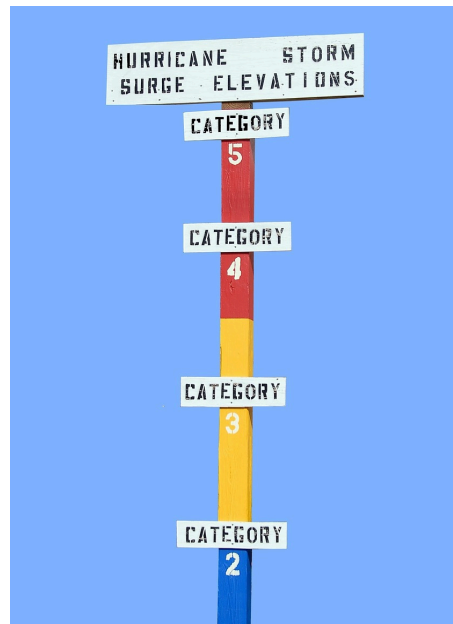 HURRICANE STORM
SURGE ELEVATIONS
CATEGORY
5
CATEGORY
4
CATEGORY
3
CATEGORY
2